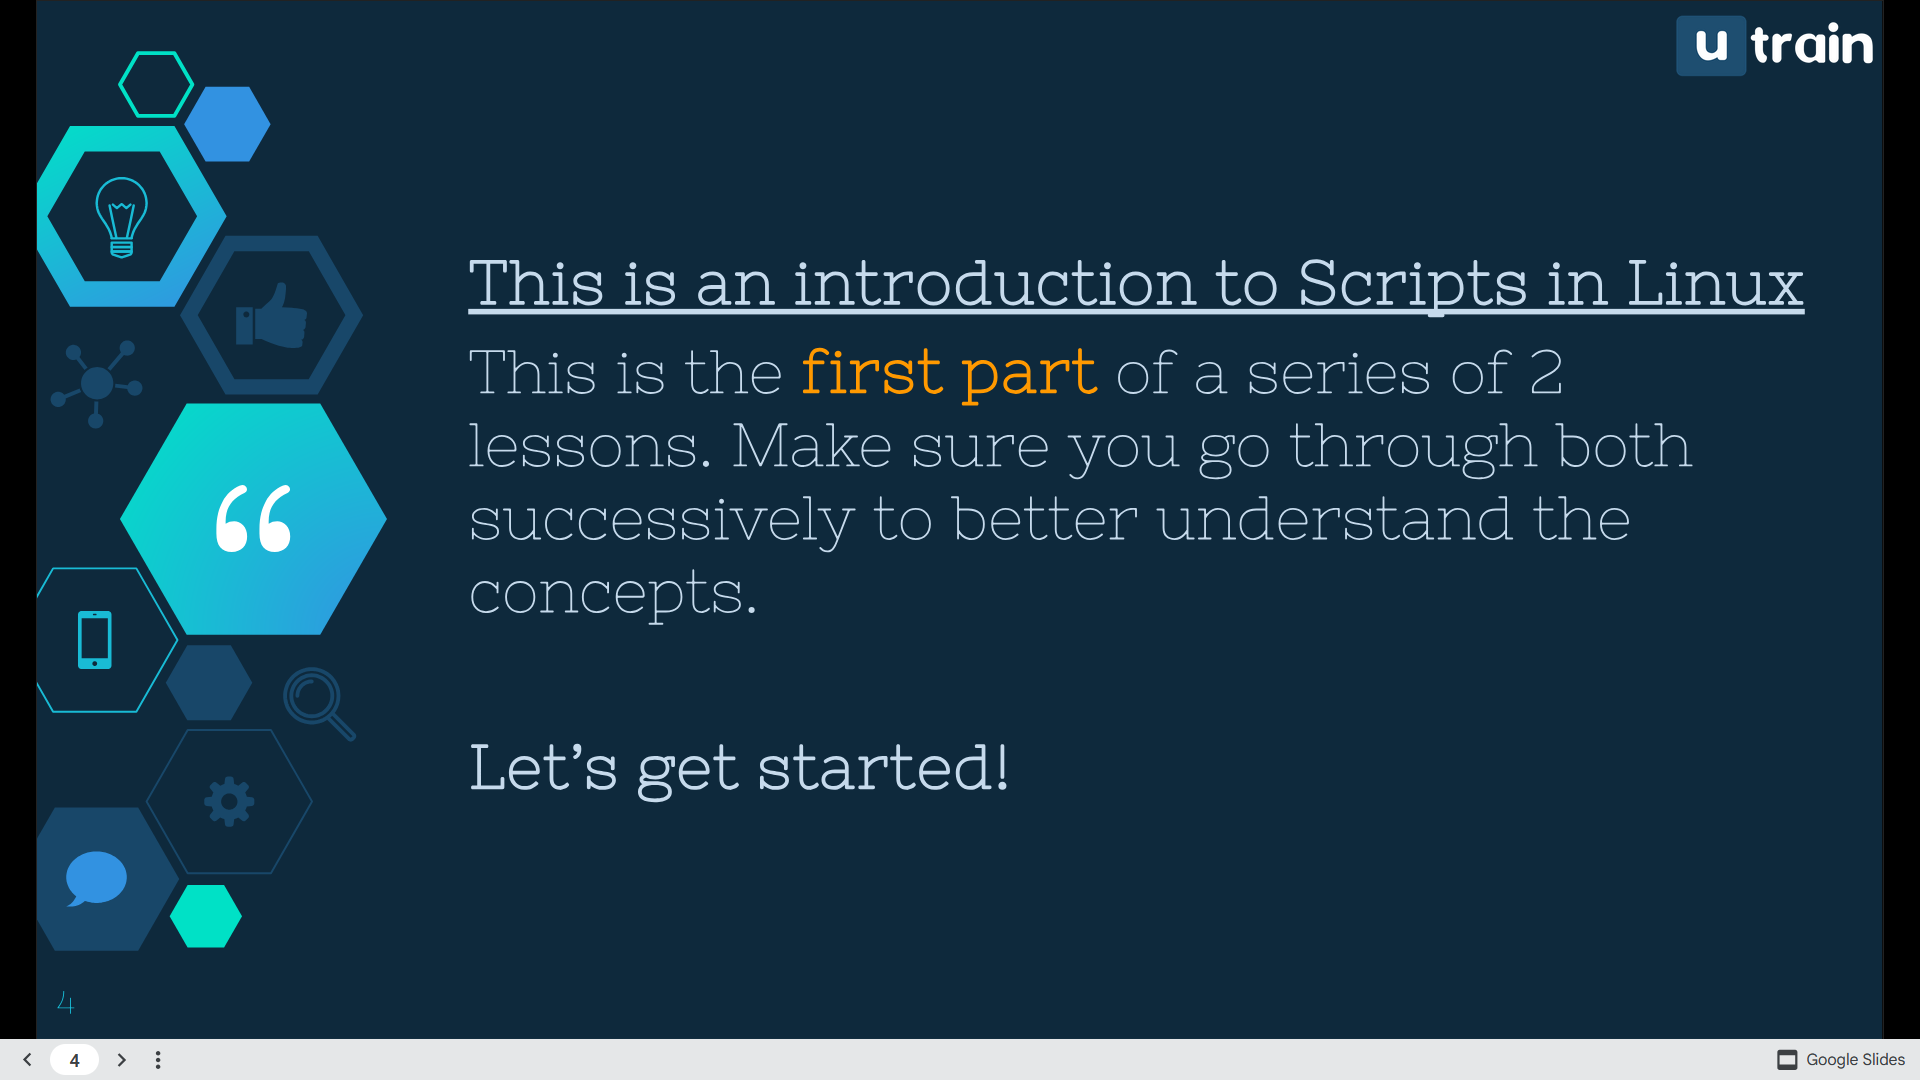 u train
This is an introduction to Scripts in Linux
This is the first part of a series of 2
lessons. Make sure you go through both
successively to better understand the
concepts.
Let’s get started!
4
4
Google Slides